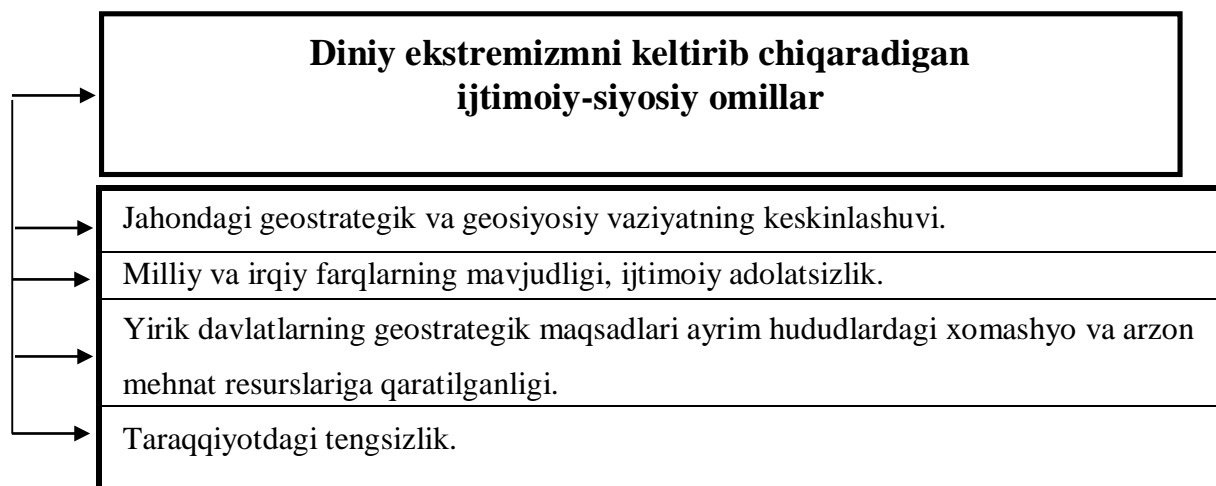 Diniy ekstremizmni keltirib chiqaradigan
ijtimoiy-siyosiy omillar
Jahondagi geostrategik va geosiyosiy vaziyatning keskinlashuvi.
Milliy va irqiy farqlarning mavjudligi, ijtimoiy adolatsizlik.
Yirik davlatlarning geostrategik maqsadlari ayrim hududlardagi xomashyo va arzon
mehnat resurslariga qaratilganligi.
Taraqqiyotdagi tengsizlik.